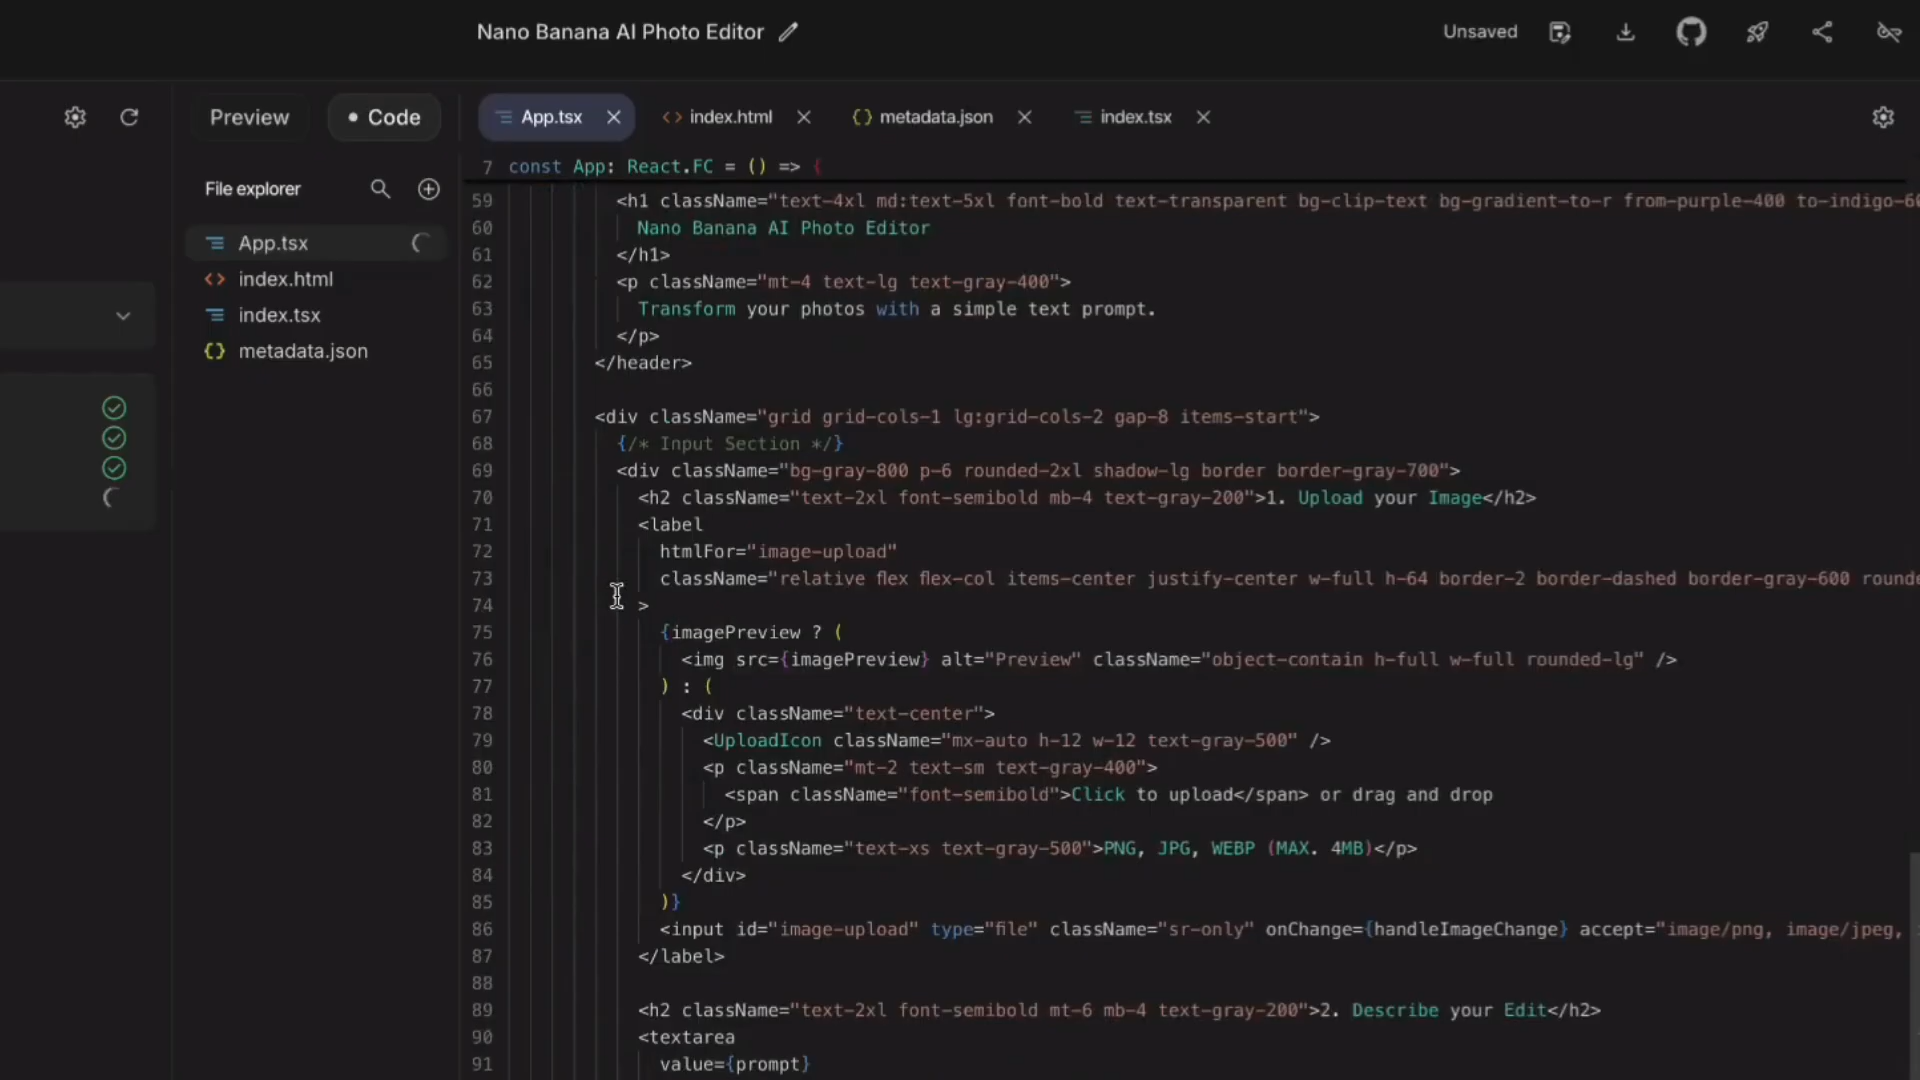 Nano Banana AI Photo Editor
Unsaved
Preview
Code
App.tsx
index.html
metadata.json
index.tsx
File explorer
App.tsx
index.html
index.tsx
metadata.json
7 const App: React.FC = () => {
59 <h1 className="text-4xl md:text-5xl font-bold text-transparent bg-clip-text bg-gradient-to-r from-purple-400 to-indigo-60
60 Nano Banana AI Photo Editor
61 </h1>
62 <p className="mt-4 text-lg text-gray-400">
63 Transform your photos with a simple text prompt.
64 </p>
65 </header>
66
67 <div className="grid grid-cols-1 lg:grid-cols-2 gap-8 items-start">
68 {/* Input Section */}
69 <div className="bg-gray-800 p-6 rounded-2xl shadow-lg border border-gray-700">
70 <h2 className="text-2xl font-semibold mb-4 text-gray-200">1. Upload your Image</h2>
71 <label
72 htmlFor="image-upload"
73 className="relative flex flex-col items-center justify-center w-full h-64 border-2 border-dashed border-gray-600 rounde
74 >
75 {imagePreview ? (
76 <img src={imagePreview} alt="Preview" className="object-contain h-full w-full rounded-lg" />
77 ) : (
78 <div className="text-center">
79 <UploadIcon className="mx-auto h-12 w-12 text-gray-500" />
80 <p className="mt-2 text-sm text-gray-400">
81 <span className="font-semibold">Click to upload</span> or drag and drop
82 </p>
83 <p className="text-xs text-gray-500">PNG, JPG, WEBP (MAX. 4MB)</p>
84 </div>
85 )}
86 <input id="image-upload" type="file" className="sr-only" onChange={handleImageChange} accept="image/png, image/jpeg,
87 </label>
88
89 <h2 className="text-2xl font-semibold mt-6 mb-4 text-gray-200">2. Describe your Edit</h2>
90 <textarea
91 value={prompt}